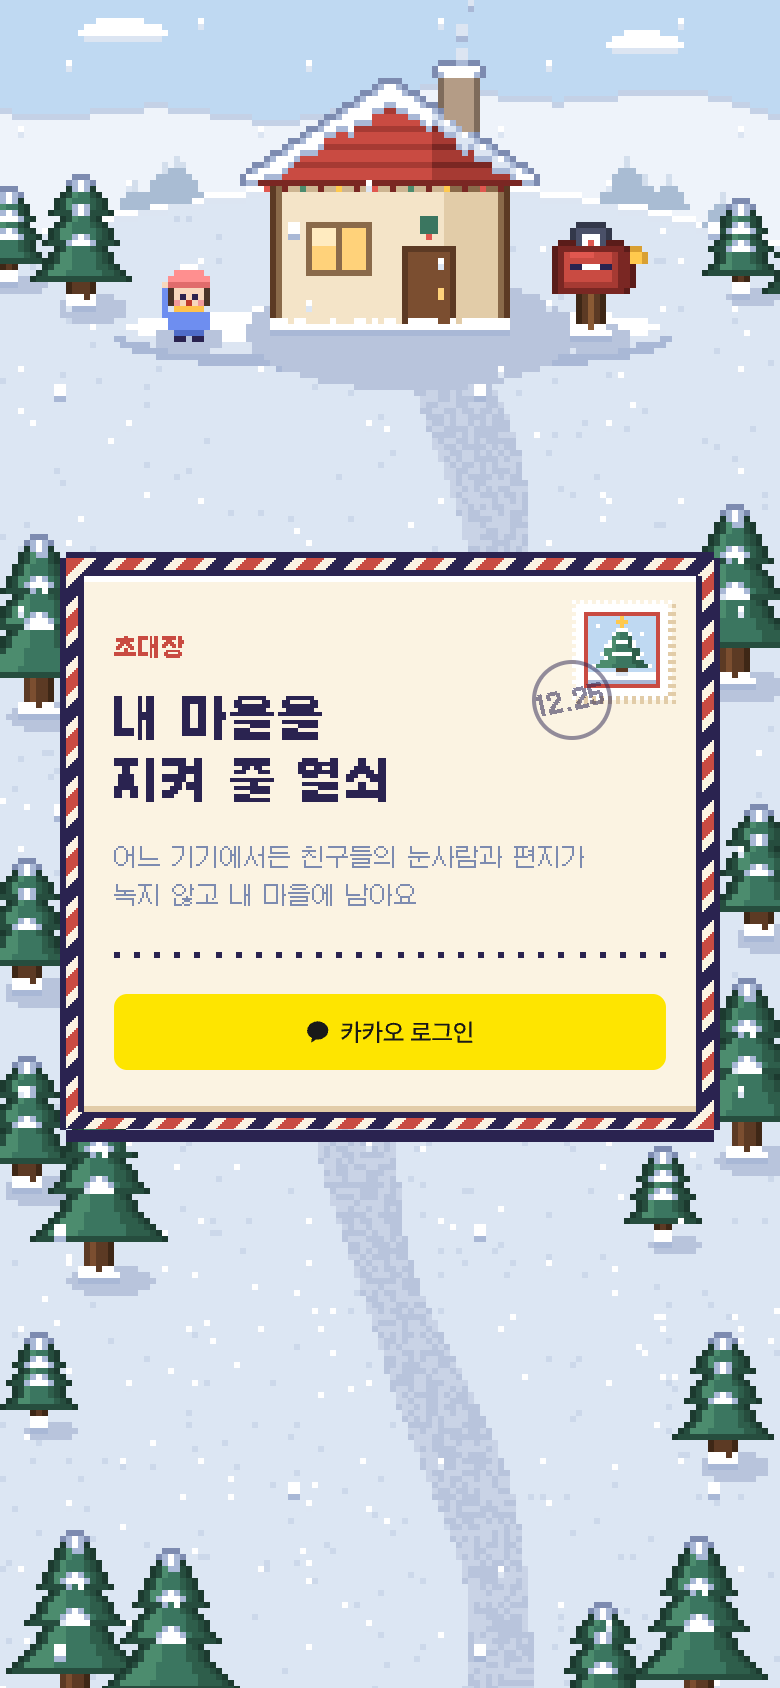 초대장
12.25
내 마을을
지켜 줄 열쇠
어느 기기에서든 친구들의 눈사람과 편지가
녹지 않고 내 마을에 남아요
카카오 로그인